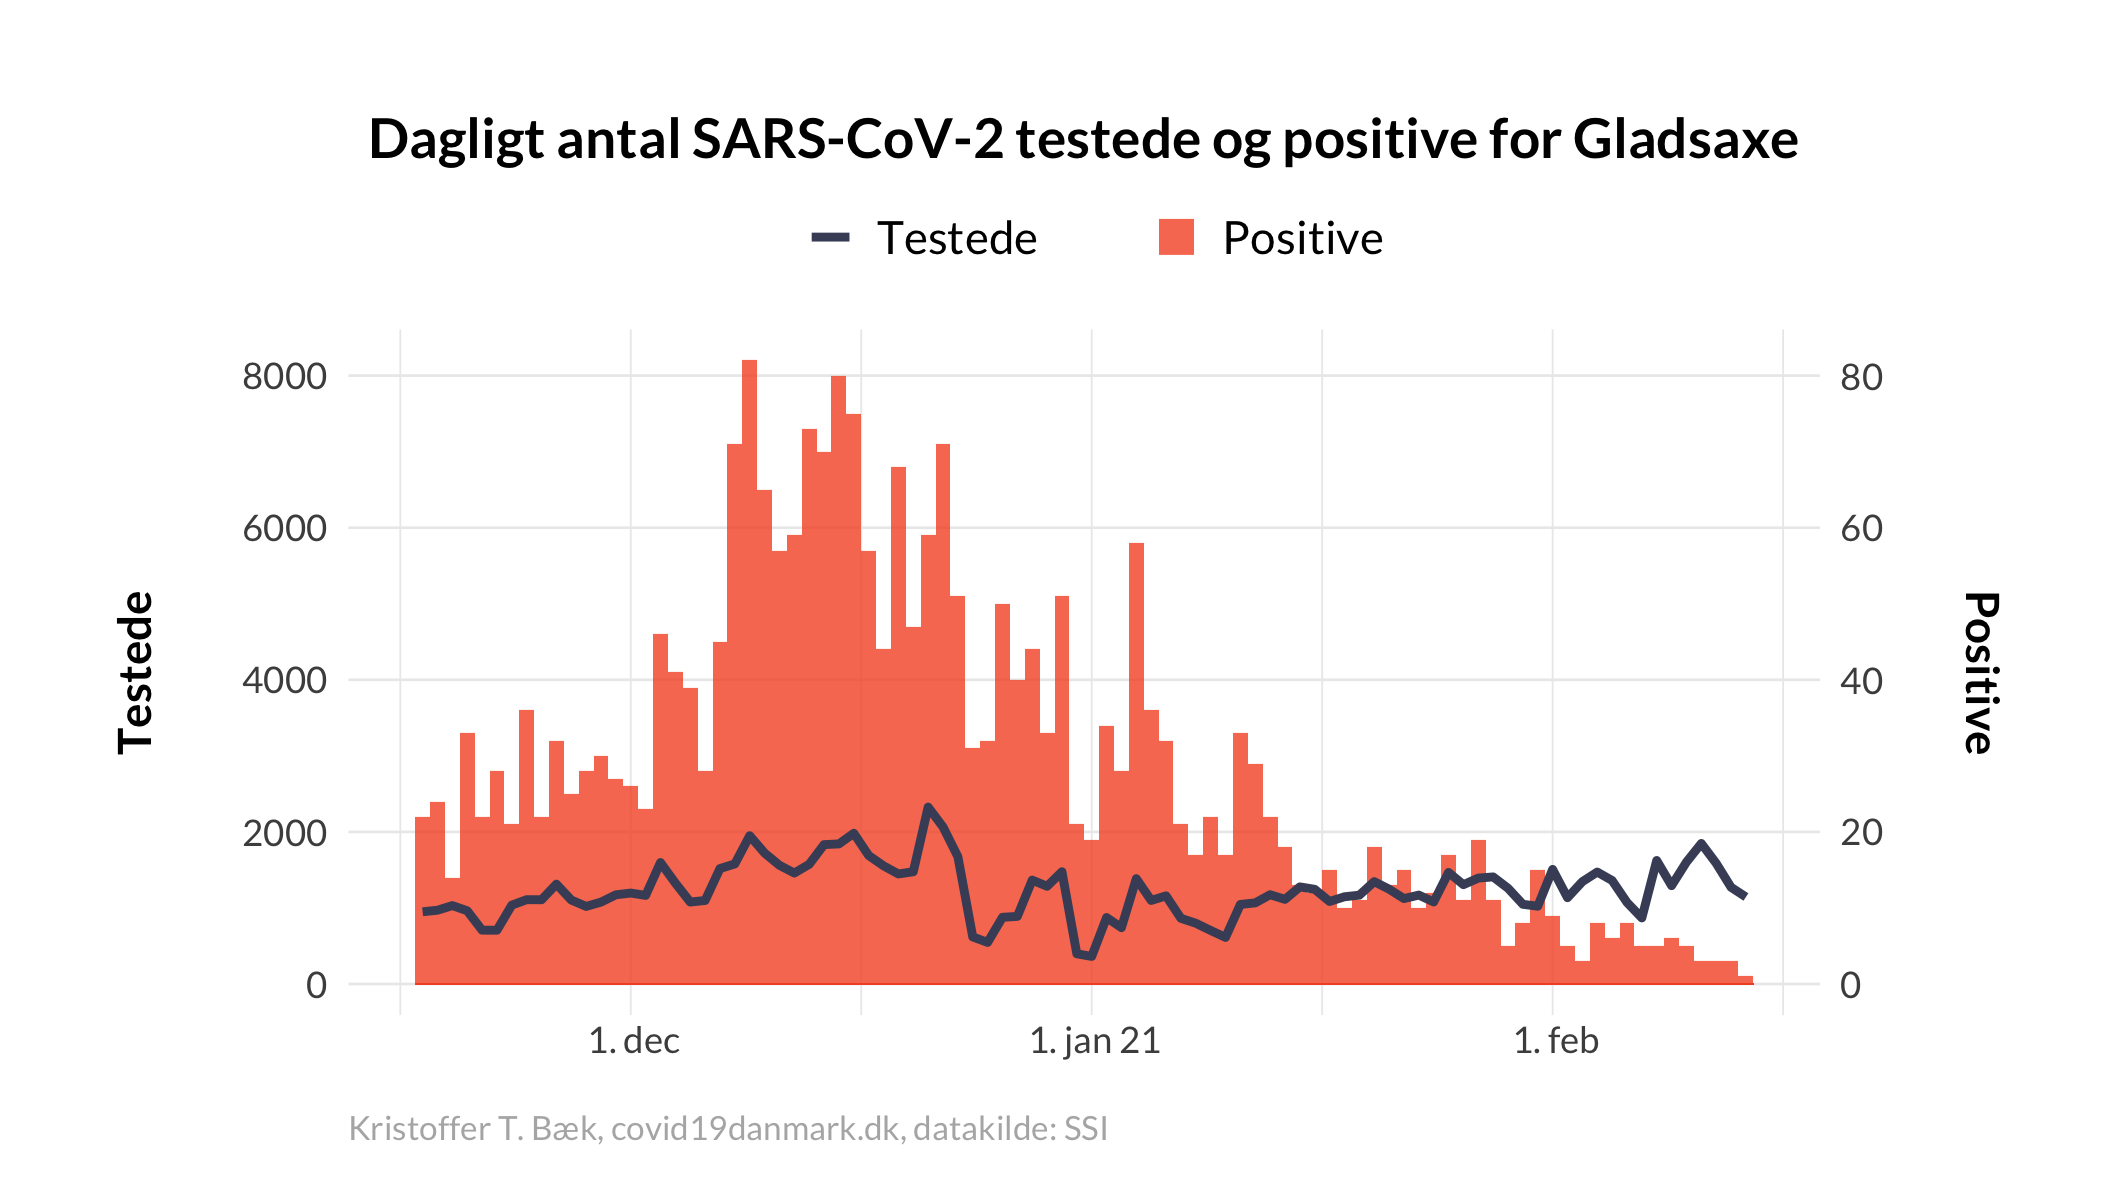 Dagligt antal SARS-CoV-2 testede og positive for Gladsaxe
Testede
Positive
8000
6000
4000
2000
0
80
60
40
20
0
Testede
Positive
1. dec
1. jan 21
1. feb
Kristoffer T. Bæk, covid19danmark.dk, datakilde: SSI